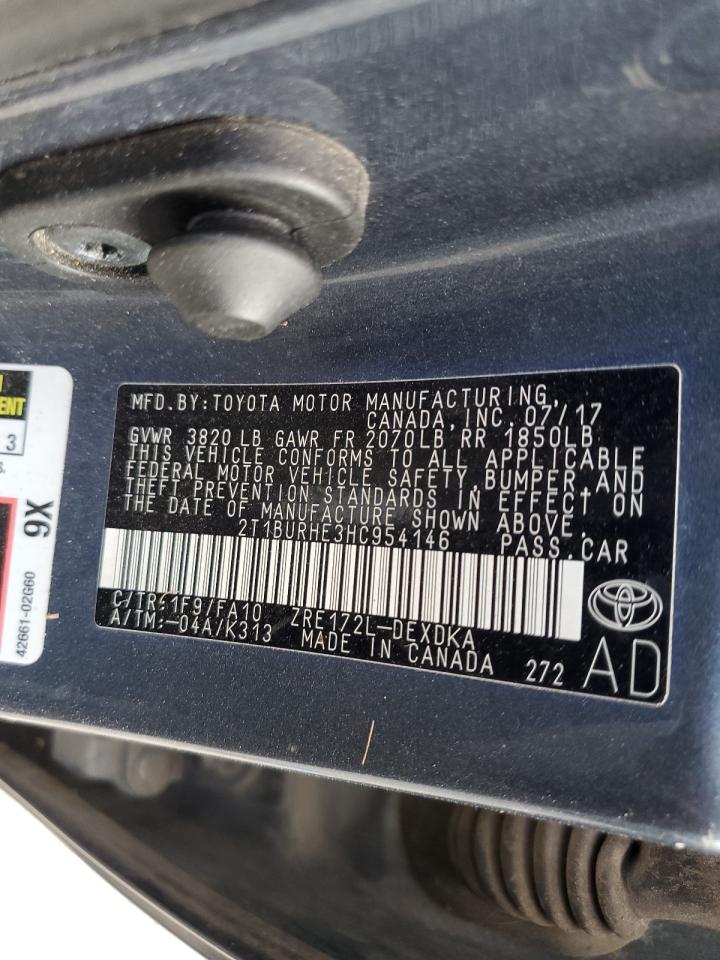 ENT
3
S.
9X
42661-02G60
MFD.BY:TOYOTA MOTOR MANUFACTURING,
CANADA,INC.07/17
GVWR 3820LB GAWR FR 2070LB RR 1850LB
THIS VEHICLE CONFORMS TO ALL APPLICABLE
FEDERAL MOTOR VEHICLE SAFETY,BUMPER,AND
THEFT PREVENTION STANDARDS IN EFFECT ON
THE DATE OF MANUFACTURE SHOWN ABOVE.
2T1BURHE3HC954146 PASS.CAR
C/TR:1F9/FA10 ZRE172L-DEXDKA
A/TM:-04A/K313 MADE IN CANADA 272
AD